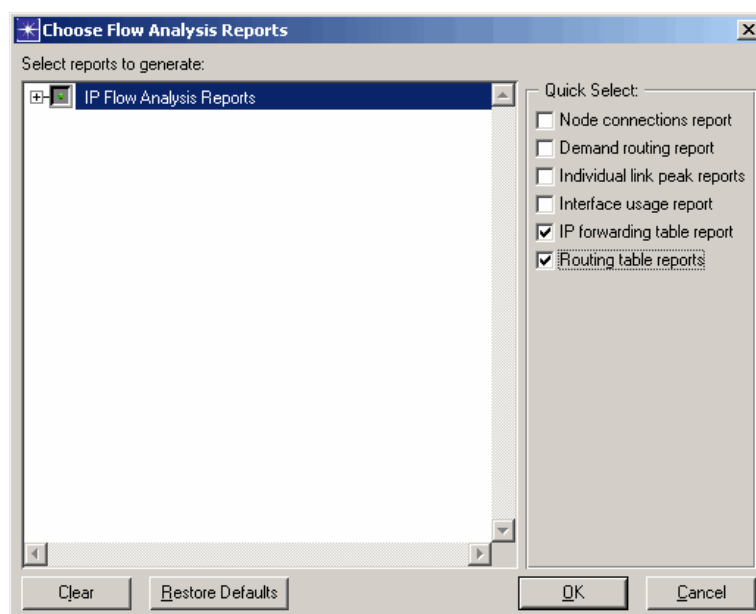 Choose Flow Analysis Reports
Select reports to generate:
IP Flow Analysis Reports
Quick Select:
Node connections report
Demand routing report
Individual link peak reports
Interface usage report
IP forwarding table report
Routing table reports
Clear
Restore Defaults
OK
Cancel